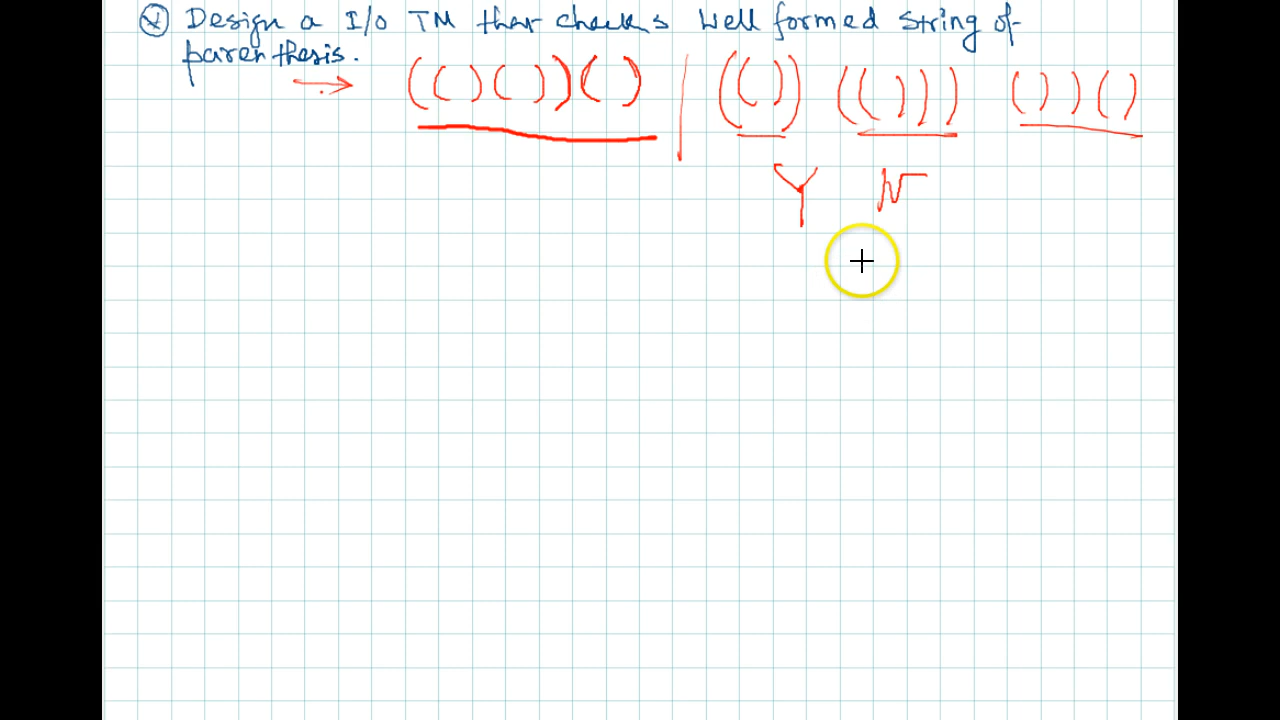 Design a I/O TM that checks well formed string of
parenthesis.
→ (()())() | (()) (())) ())()
Y N